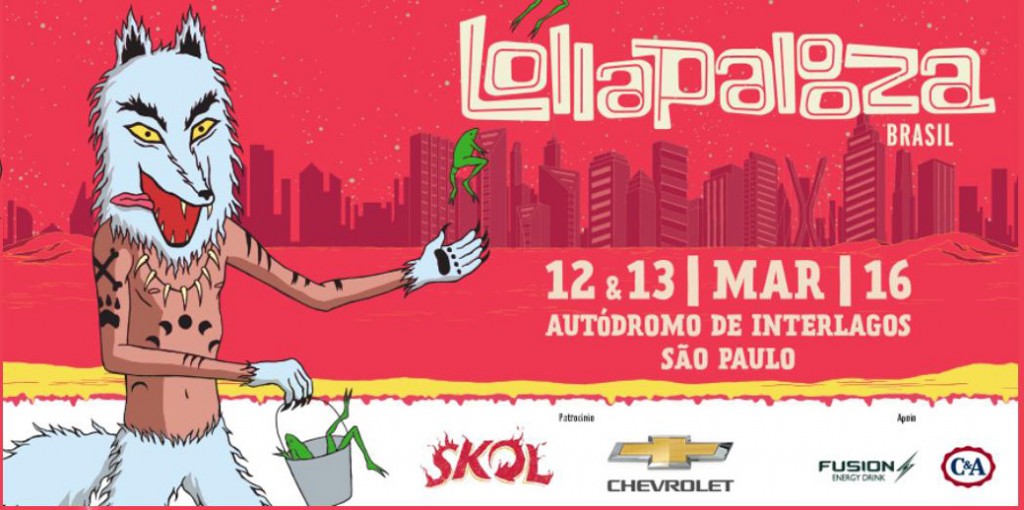 Lollapalooza
BRASIL
12 & 13 | MAR | 16
AUTÓDROMO DE INTERLAGOS
SÃO PAULO
Patrocínio
Apoio
SKOL
CHEVROLET
FUSION
ENERGY DRINK
C&A